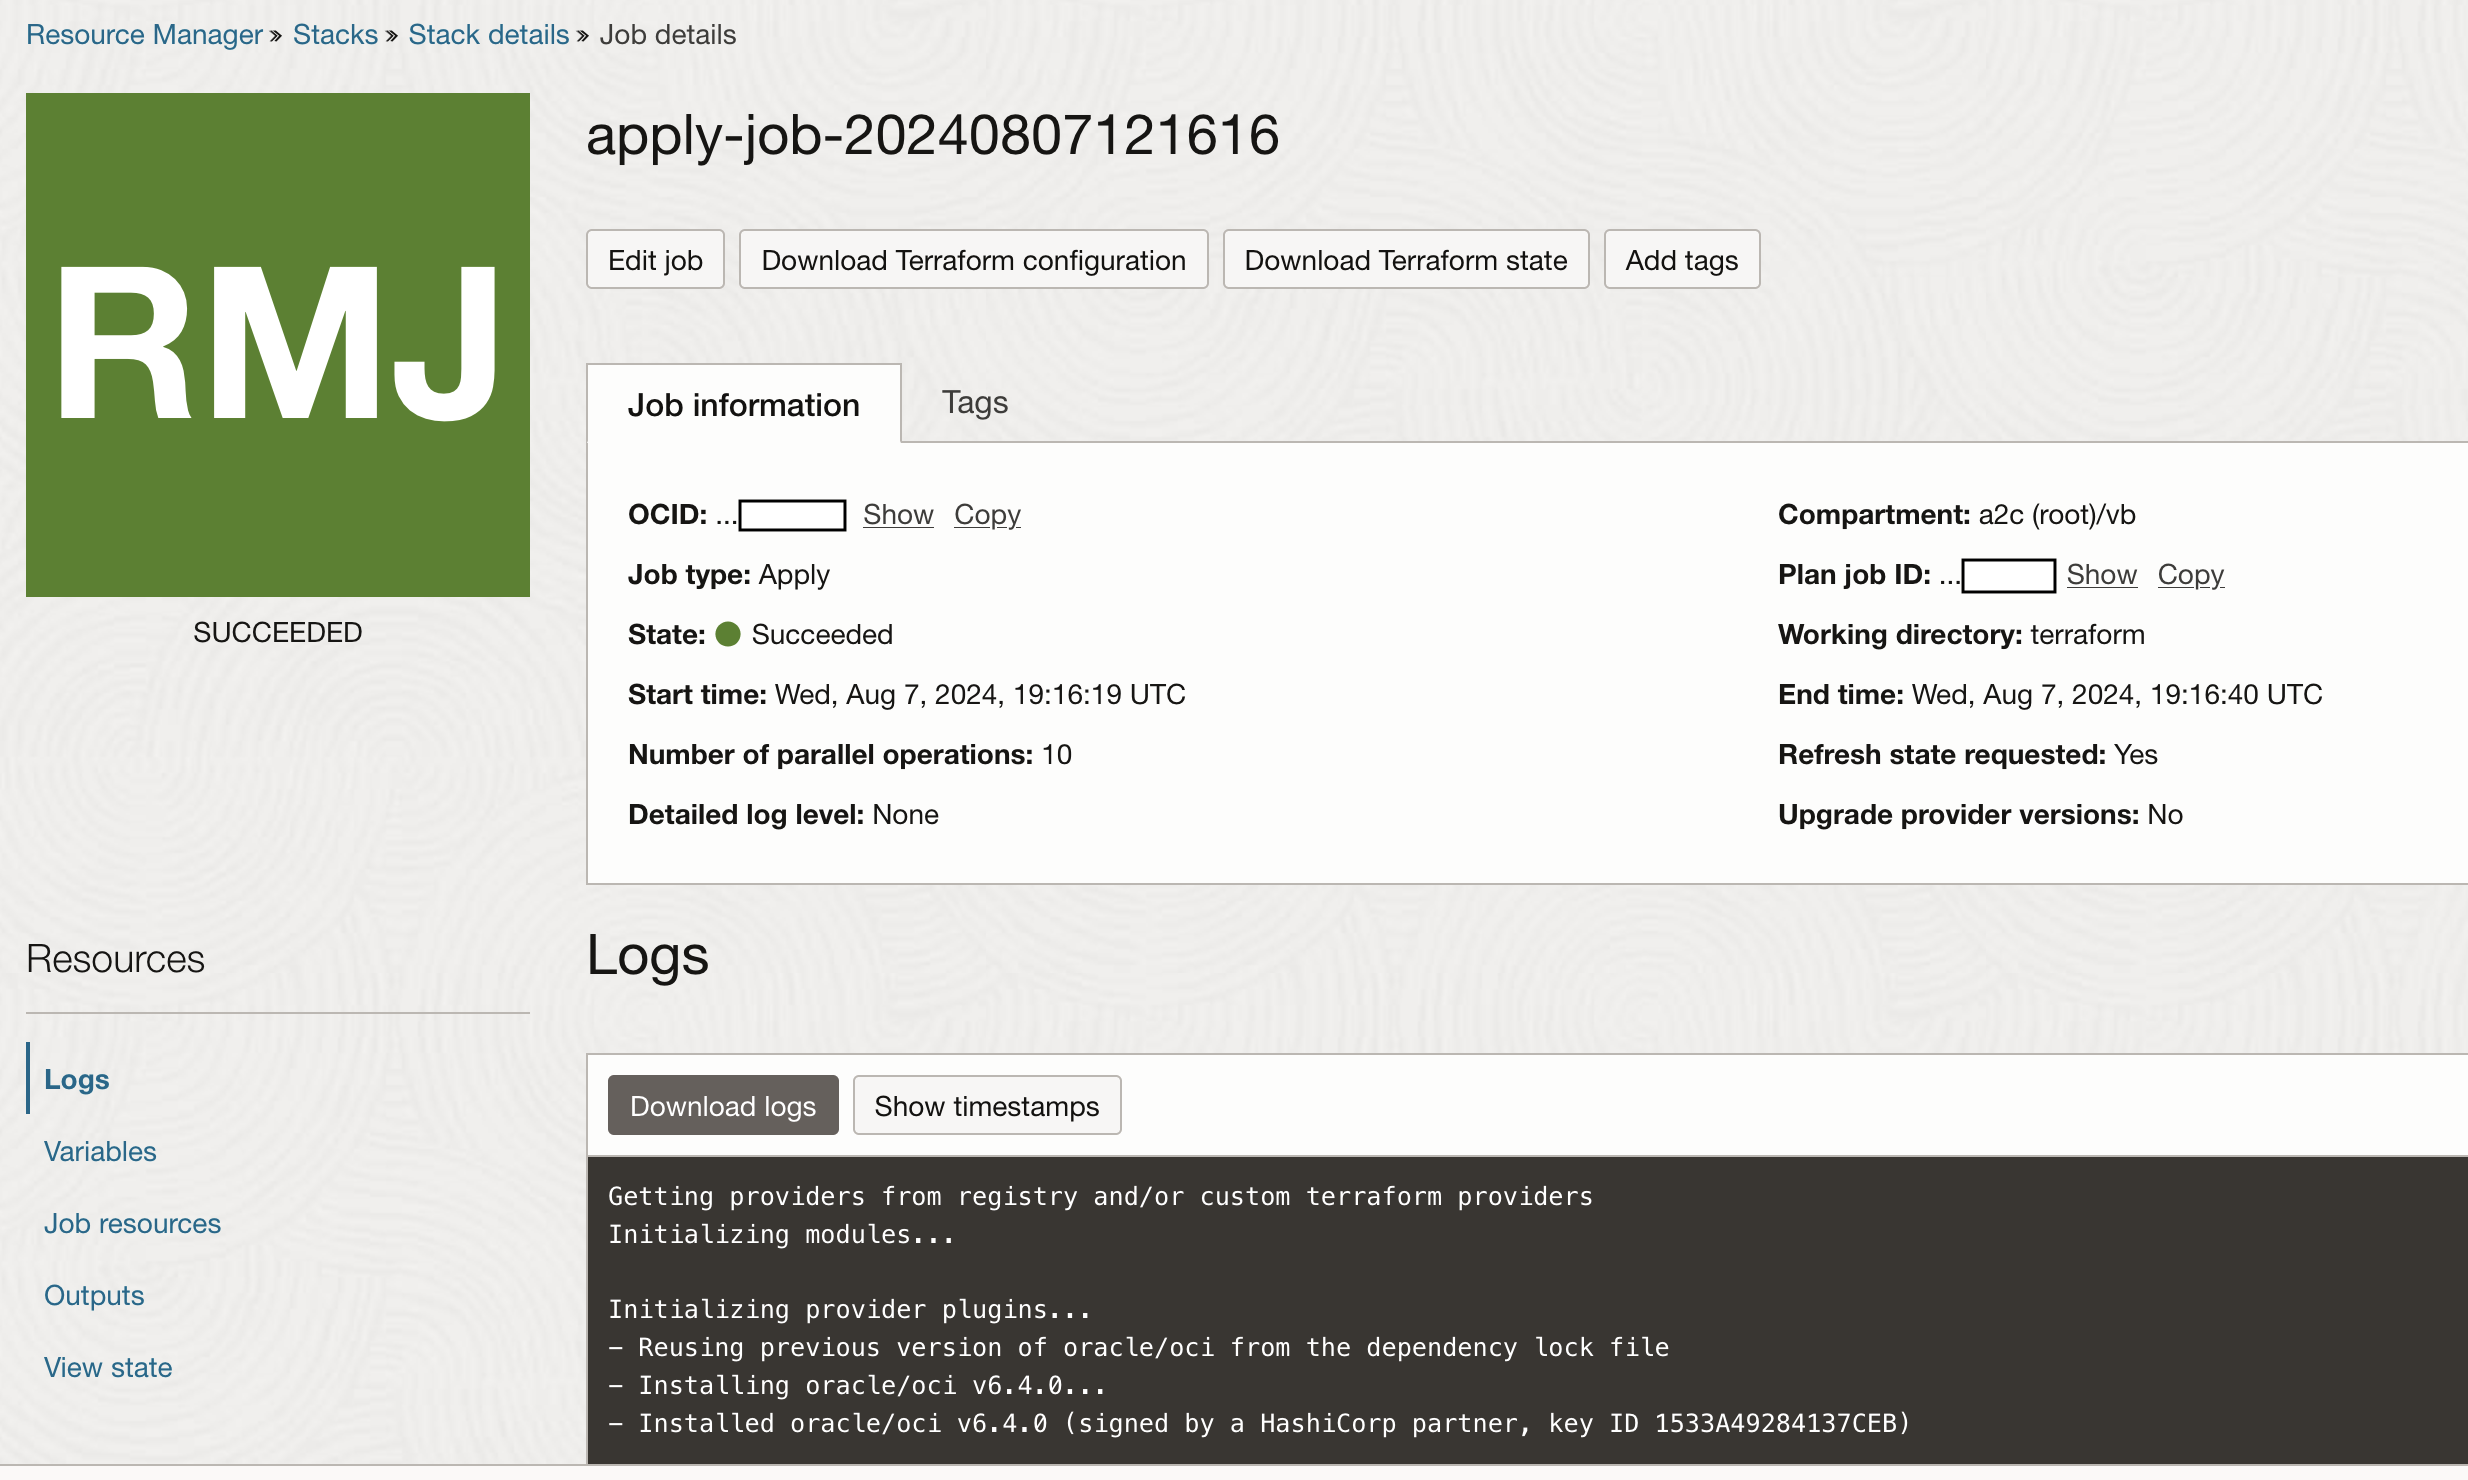 Resource Manager » Stacks » Stack details » Job details
RMJ
SUCCEEDED
apply-job-20240807121616
Edit job
Download Terraform configuration
Download Terraform state
Add tags
Job information
Tags
OCID: ... Show Copy
Job type: Apply
State: Succeeded
Start time: Wed, Aug 7, 2024, 19:16:19 UTC
Number of parallel operations: 10
Detailed log level: None
Compartment: a2c (root)/vb
Plan job ID: ... Show Copy
Working directory: terraform
End time: Wed, Aug 7, 2024, 19:16:40 UTC
Refresh state requested: Yes
Upgrade provider versions: No
Resources
Logs
Variables
Job resources
Outputs
View state
Logs
Download logs
Show timestamps
Getting providers from registry and/or custom terraform providers
Initializing modules...
Initializing provider plugins...
- Reusing previous version of oracle/oci from the dependency lock file
- Installing oracle/oci v6.4.0...
- Installed oracle/oci v6.4.0 (signed by a HashiCorp partner, key ID 1533A49284137CEB)